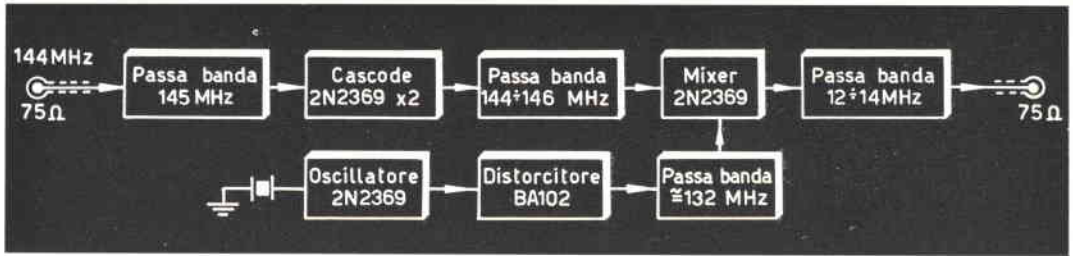 144MHz
75Ω
Passa banda
145 MHz
Cascode
2N2369 x2
Passa banda
144÷146 MHz
Mixer
2N2369
Passa banda
12÷14MHz
75Ω
Oscillatore
2N2369
Distorcitore
BA102
Passa banda
≅132 MHz